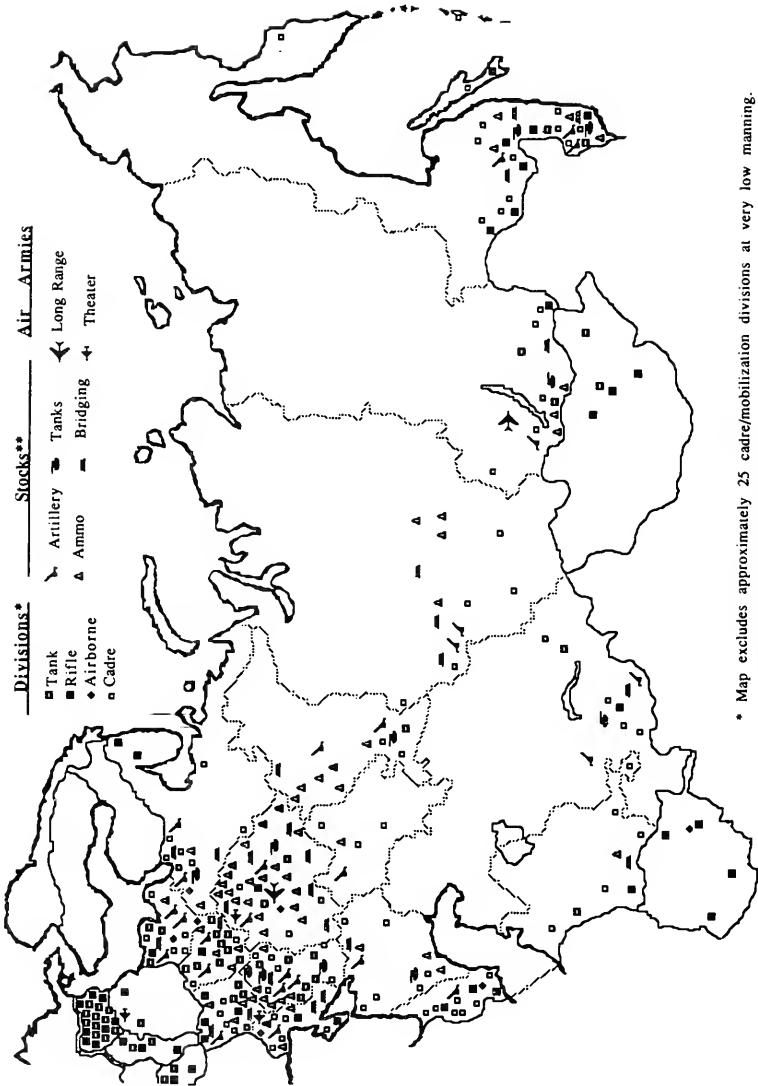 Divisions* Stocks** Air Armies
Tank Artillery Tanks Long Range
Rifle Ammo Bridging Theater
Airborne
Cadre
* Map excludes approximately 25 cadre/mobilization divisions at very low manning.